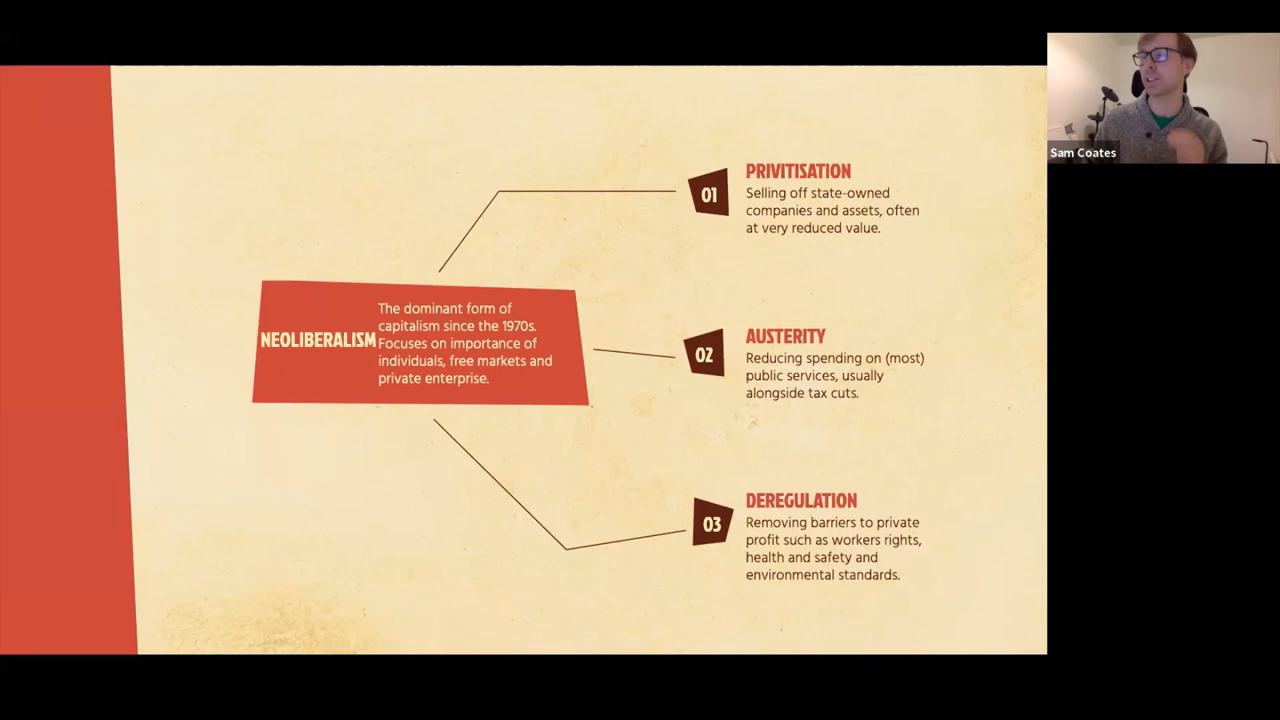 NEOLIBERALISM
The dominant form of
capitalism since the 1970s.
Focuses on importance of
individuals, free markets and
private enterprise.
01
PRIVITISATION
Selling off state-owned
companies and assets, often
at very reduced value.
02
AUSTERITY
Reducing spending on (most)
public services, usually
alongside tax cuts.
03
DEREGULATION
Removing barriers to private
profit such as workers rights,
health and safety and
environmental standards.
Sam Coates